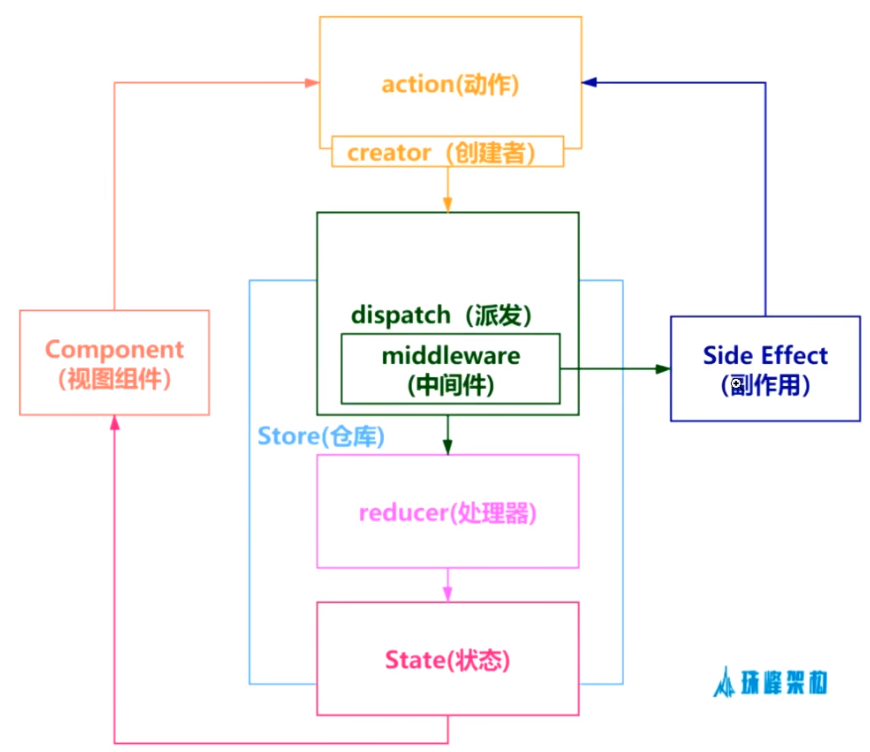 action(动作)
creator（创建者）
dispatch（派发）
Component
（视图组件）
middleware
(中间件)
Side Effect
（副作用）
Store(仓库)
reducer(处理器)
State(状态)
珠峰架构